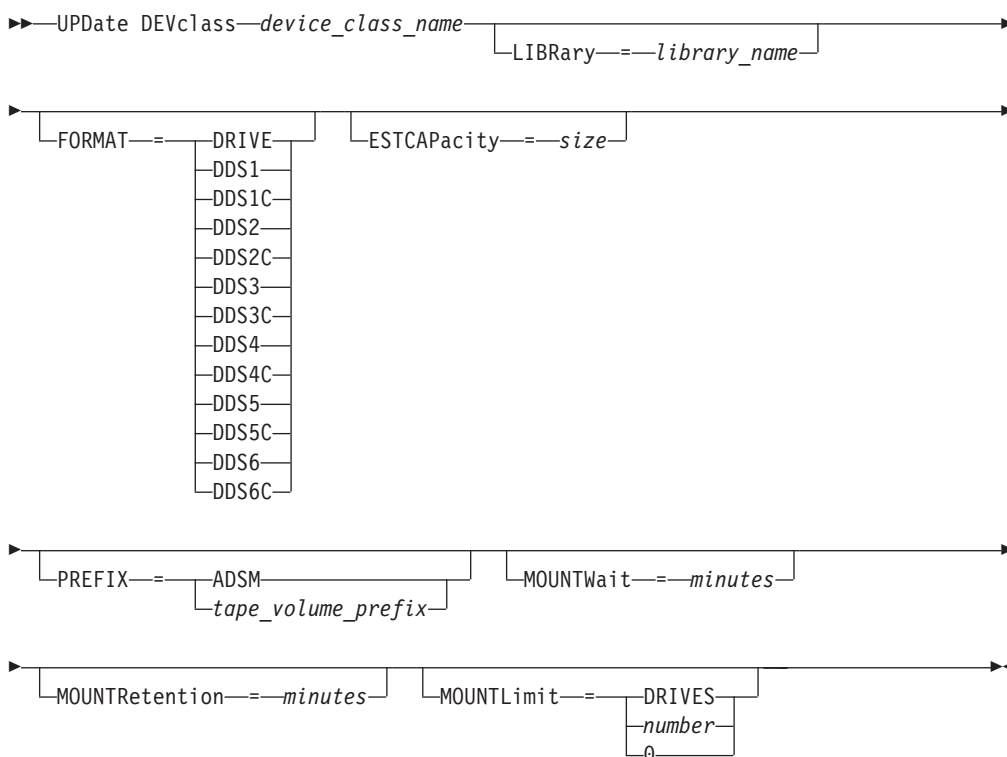 UPDate DEVclass device_class_name
LIBRary = library_name
FORMAT = DRIVE
DDS1
DDS1C
DDS2
DDS2C
DDS3
DDS3C
DDS4
DDS4C
DDS5
DDS5C
DDS6
DDS6C
ESTCAPacity = size
PREFIX = ADSM
tape_volume_prefix
MOUNTWait = minutes
MOUNTRetention = minutes
MOUNTLimit = DRIVES
number
0